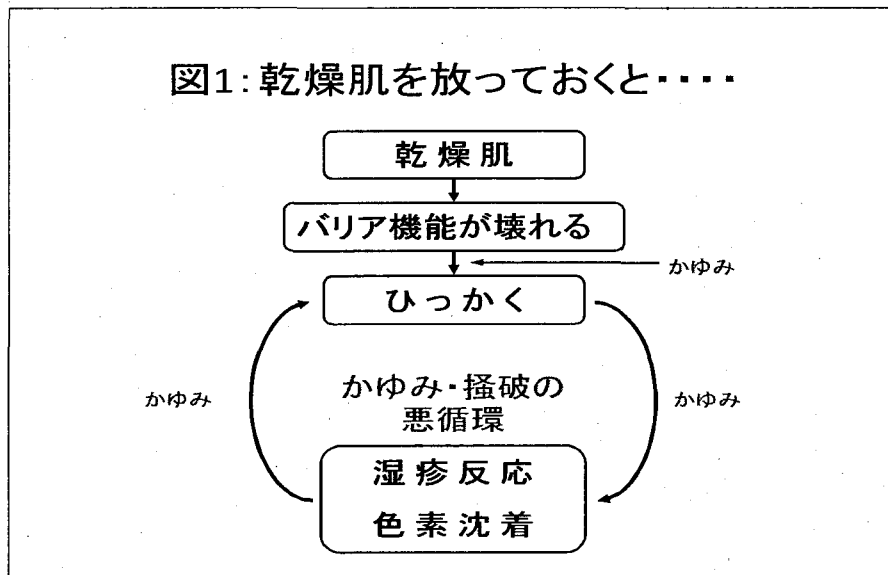 図1:乾燥肌を放っておくと・・・・
乾燥肌
バリア機能が壊れる
かゆみ
ひっかく
かゆみ
かゆみ・掻破の
悪循環
かゆみ
湿疹反応
色素沈着